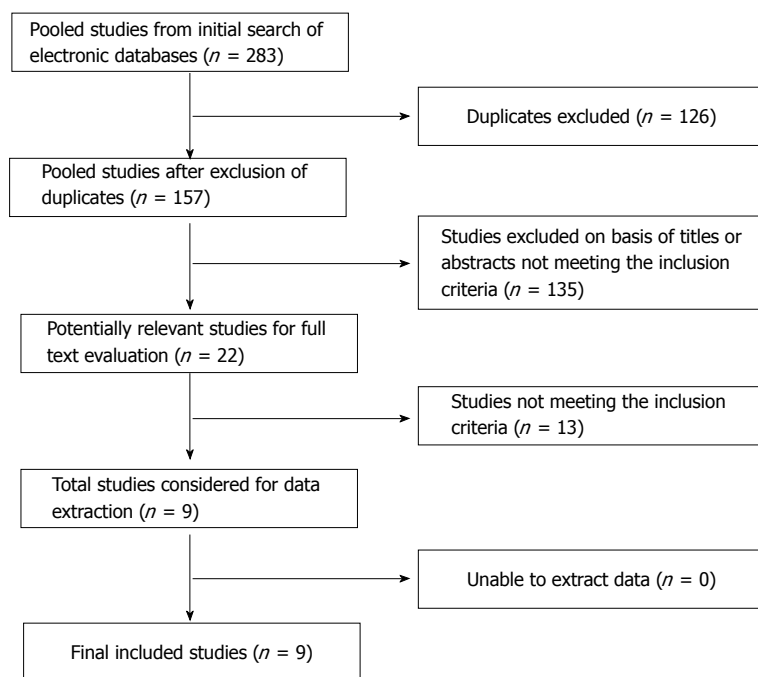 Pooled studies from initial search of
electronic databases (n = 283)
Duplicates excluded (n = 126)
Pooled studies after exclusion of
duplicates (n = 157)
Studies excluded on basis of titles or
abstracts not meeting the inclusion
criteria (n = 135)
Potentially relevant studies for full
text evaluation (n = 22)
Studies not meeting the inclusion
criteria (n = 13)
Total studies considered for data
extraction (n = 9)
Unable to extract data (n = 0)
Final included studies (n = 9)